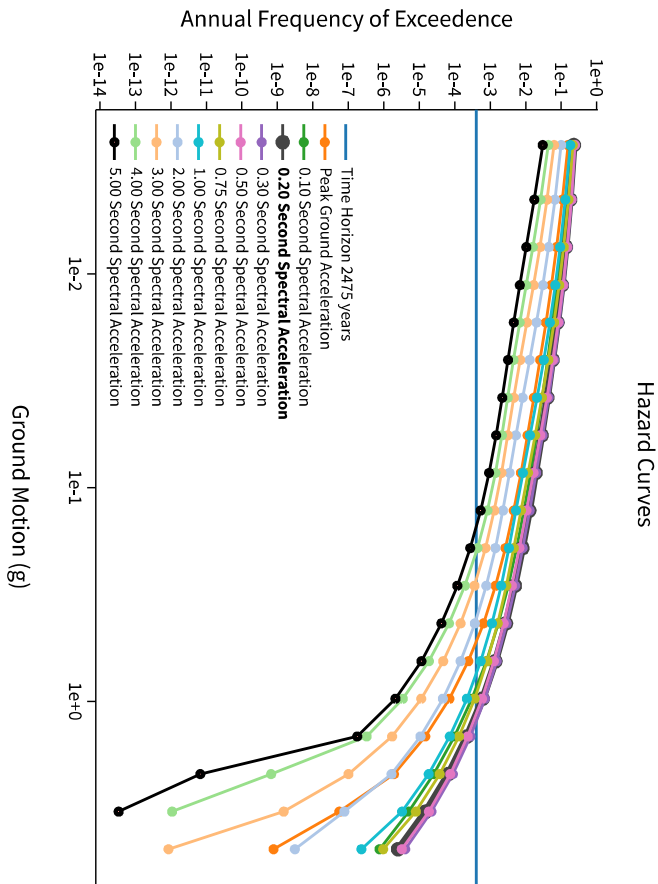 Hazard Curves
Annual Frequency of Exceedence
1e+0
1e-1
1e-2
1e-3
1e-4
1e-5
1e-6
1e-7
1e-8
1e-9
1e-10
1e-11
1e-12
1e-13
1e-14
Time Horizon 2475 years
Peak Ground Acceleration
0.10 Second Spectral Acceleration
0.20 Second Spectral Acceleration
0.30 Second Spectral Acceleration
0.50 Second Spectral Acceleration
0.75 Second Spectral Acceleration
1.00 Second Spectral Acceleration
2.00 Second Spectral Acceleration
3.00 Second Spectral Acceleration
4.00 Second Spectral Acceleration
5.00 Second Spectral Acceleration
1e-2
1e-1
1e+0
Ground Motion (g)